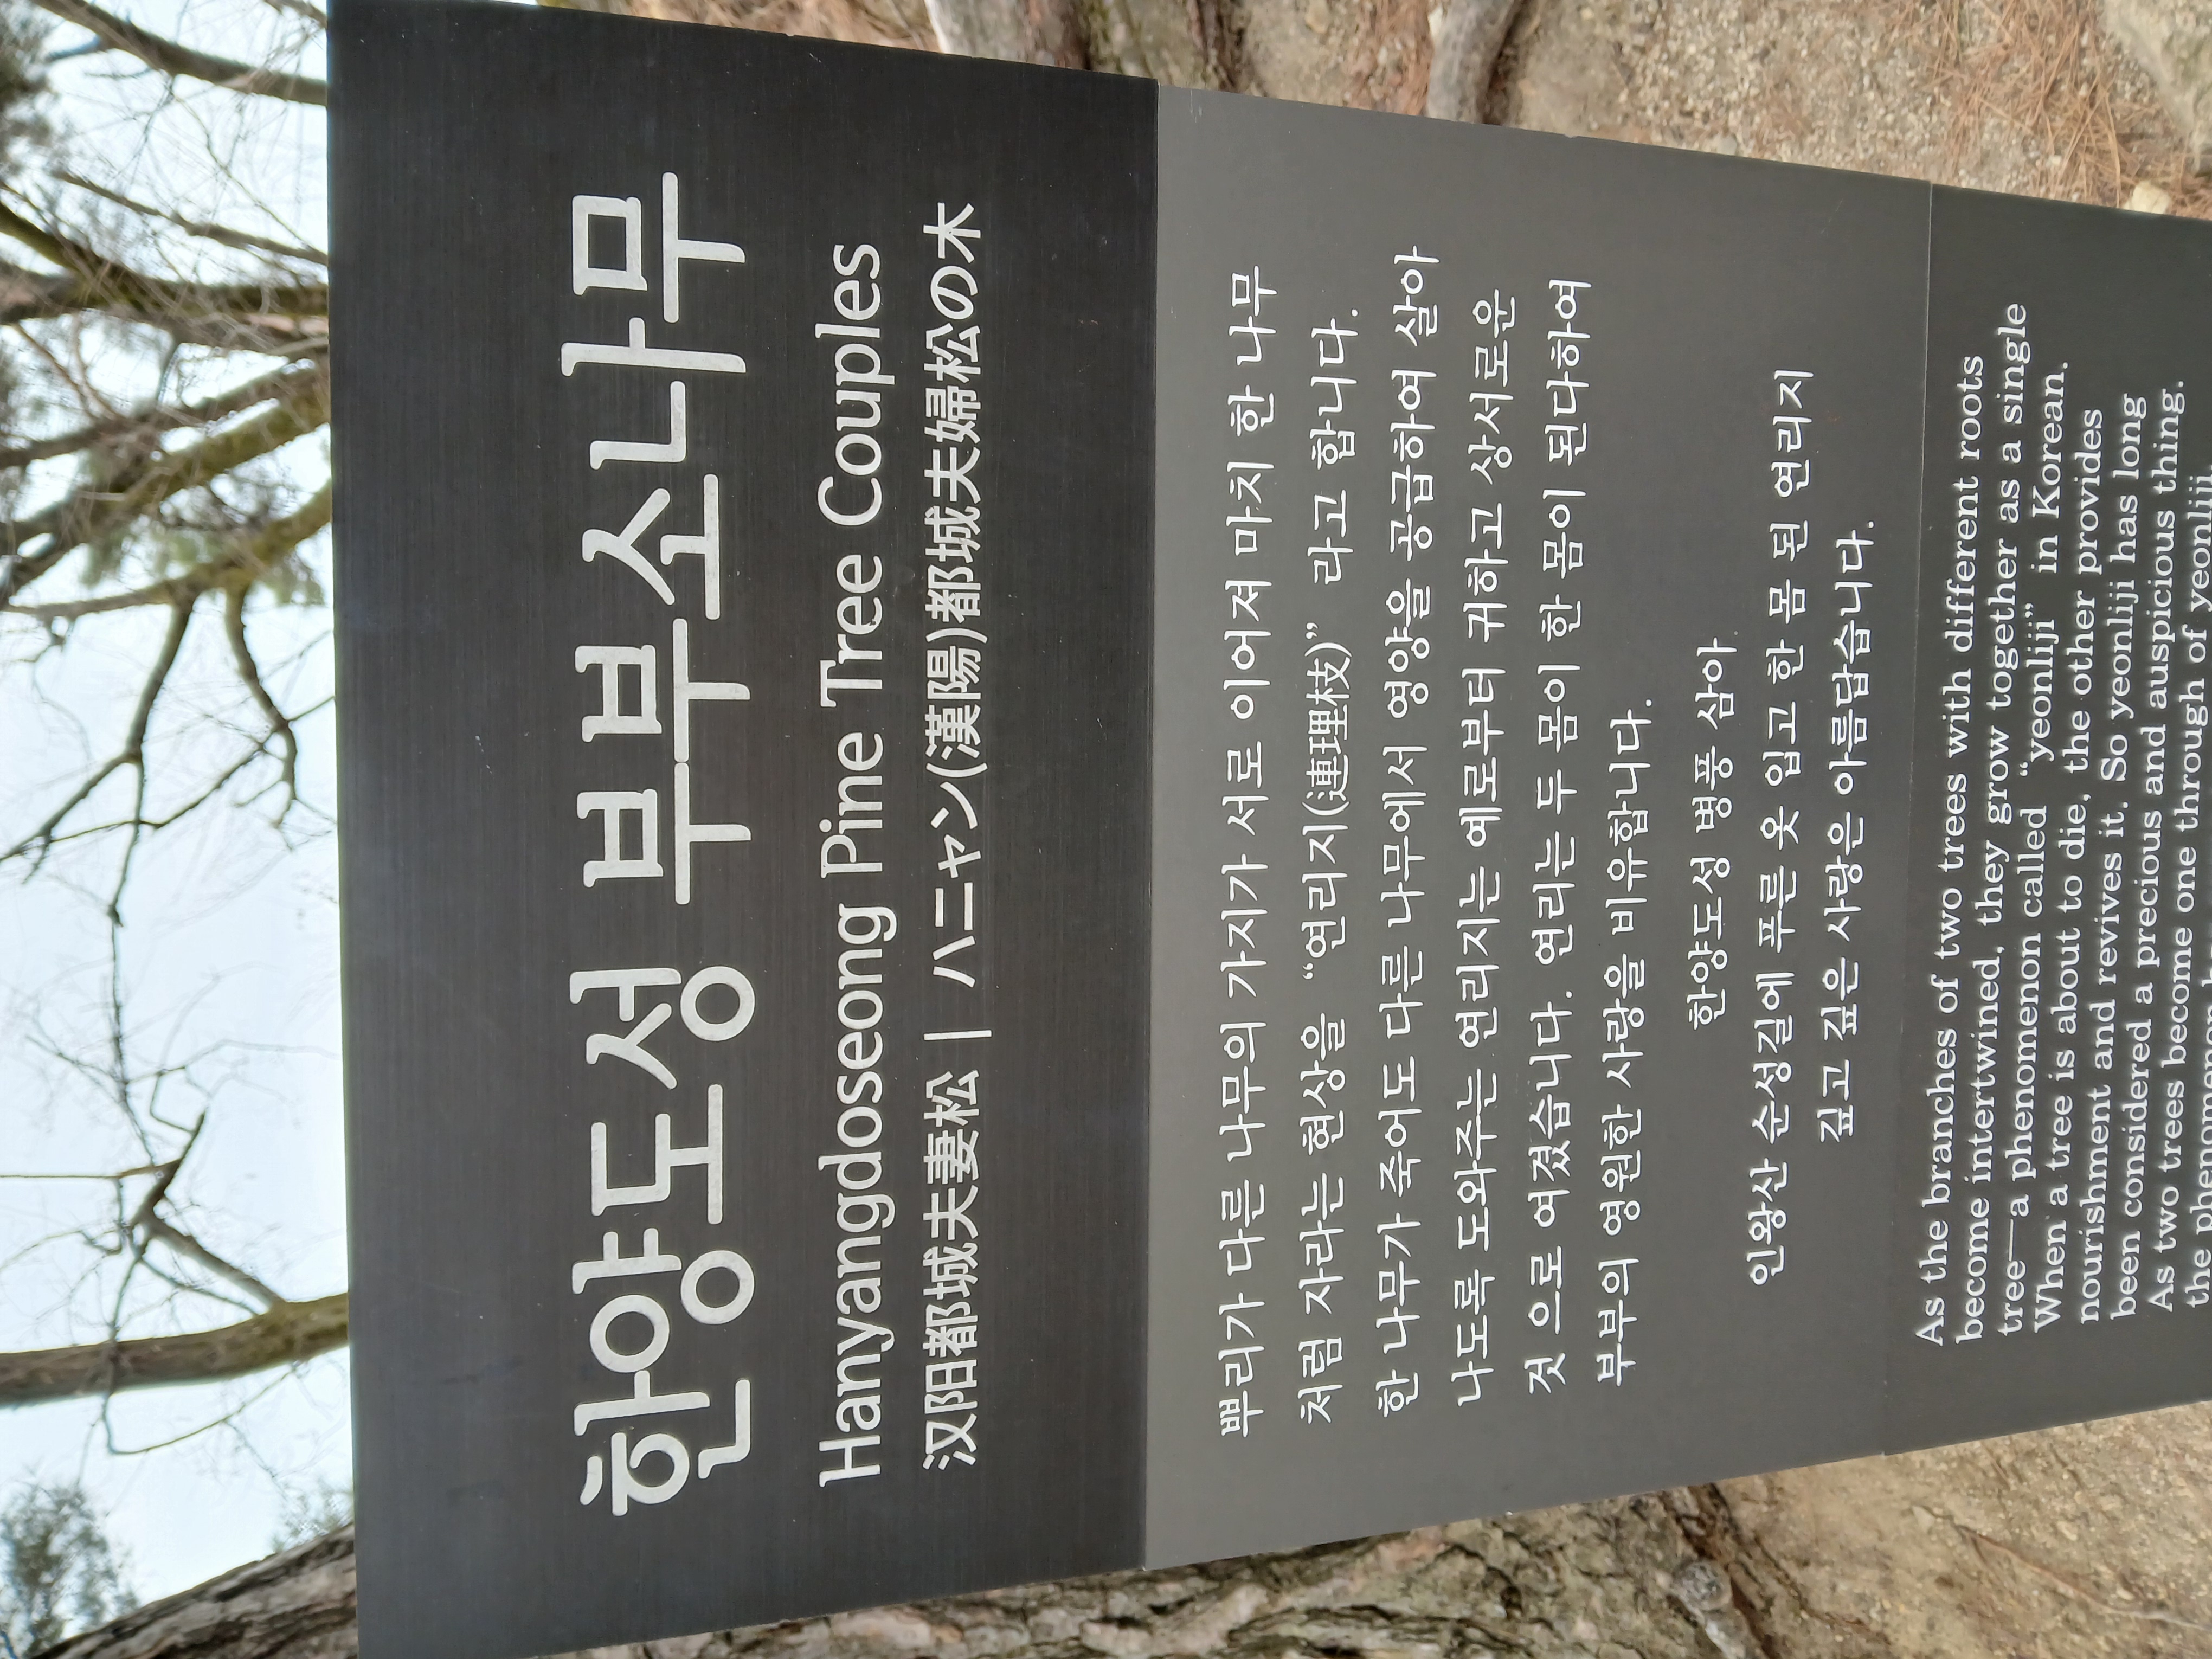 한양도성 부부소나무
Hanyangdoseong Pine Tree Couples
汉阳都城夫妻松 | ハニャン(漢陽)都城夫婦松の木
뿌리가 다른 나무의 가지가 서로 이어져 마치 한 나무
처럼 자라는 현상을 “연리지(連理枝)” 라고 합니다.
한 나무가 죽어도 다른 나무에서 영양을 공급하여 살아
나도록 도와주는 연리지는 예로부터 귀하고 상서로운
것 으로 여겼습니다. 연리는 두 몸이 한 몸이 된다하여
부부의 영원한 사랑을 비유합니다.
한양도성 병풍 삼아
인왕산 순성길에 푸른 옷 입고 한 몸 된 연리지
깊고 깊은 사랑은 아름답습니다.
As the branches of two trees with different roots
become intertwined, they grow together as a single
tree—a phenomenon called “yeonliji” in Korean.
When a tree is about to die, the other provides
nourishment and revives it. So yeonliji has long
been considered a precious and auspicious thing.
As two trees become one through of yeonliji